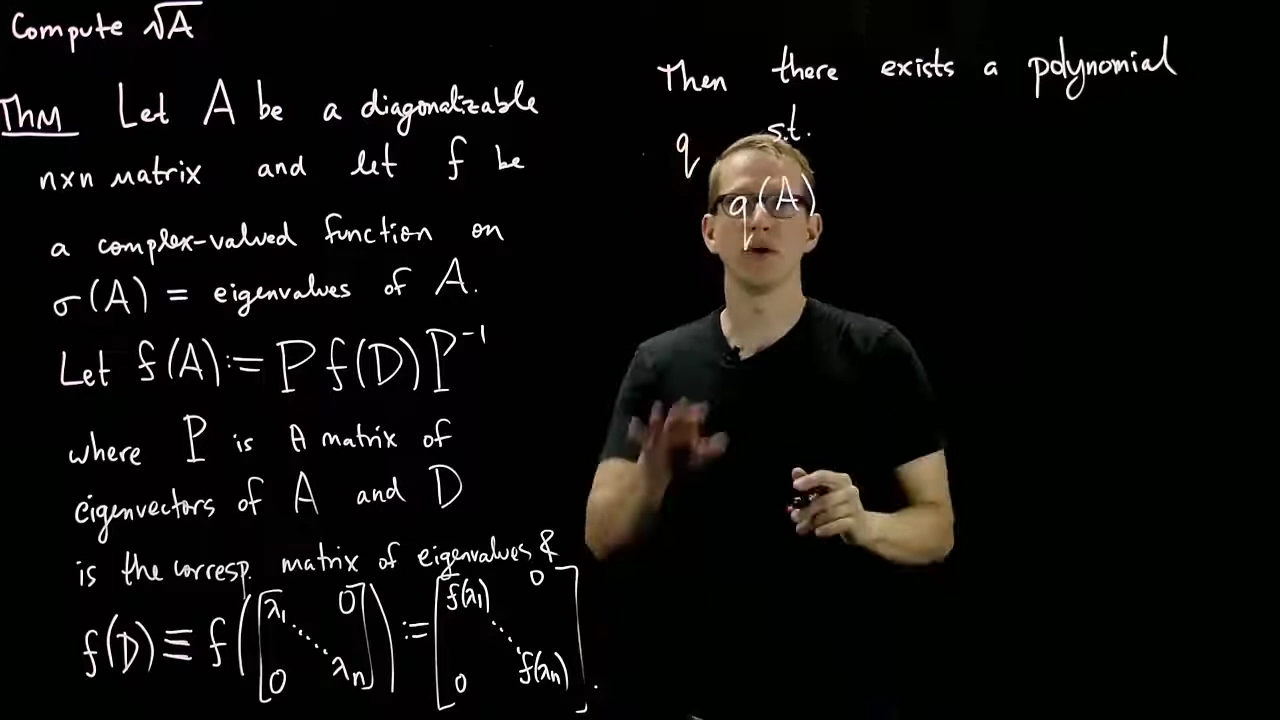 Compute √A
Thm Let A be a diagonalizable
n×n matrix and let f be
a complex-valued function on
σ(A) = eigenvalues of A.
Let f(A) := P f(D) P⁻¹
where P is a matrix of
eigenvectors of A and D
is the corresp. matrix of eigenvalues &
f(D) ≡ f([λ₁ 0 ⋱ 0 λₙ]) := [f(λ₁) 0 ⋱ 0 f(λₙ)].
Then there exists a polynomial
q s.t.
q(A)